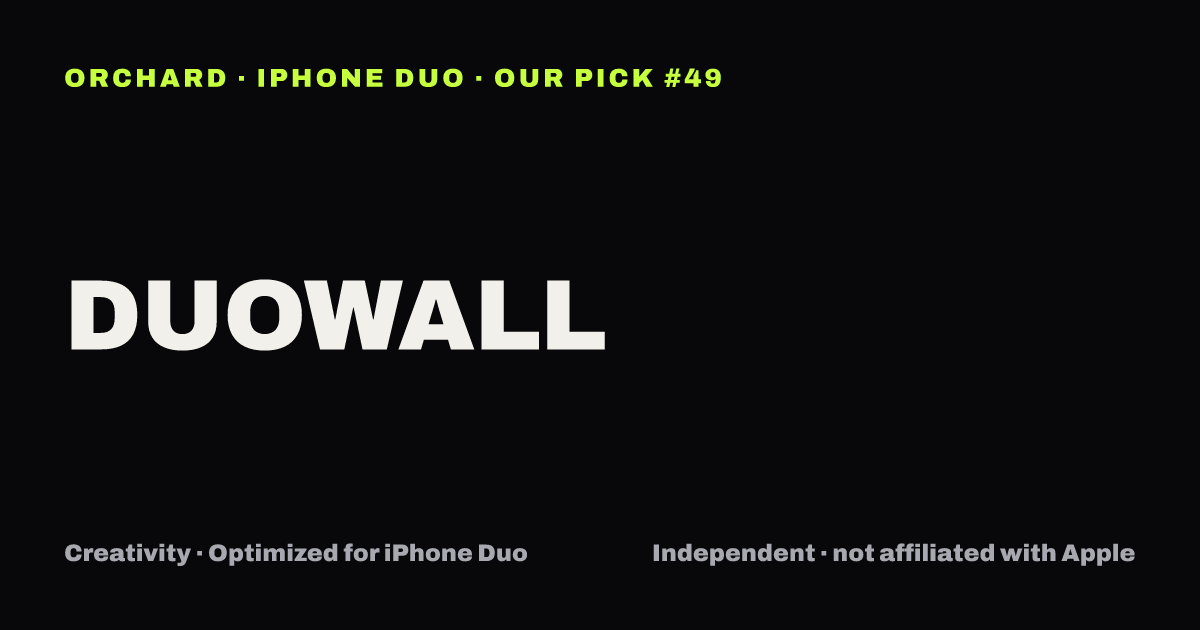 ORCHARD · IPHONE DUO · OUR PICK #49
DUOWALL
Creativity · Optimized for iPhone Duo
Independent · not affiliated with Apple